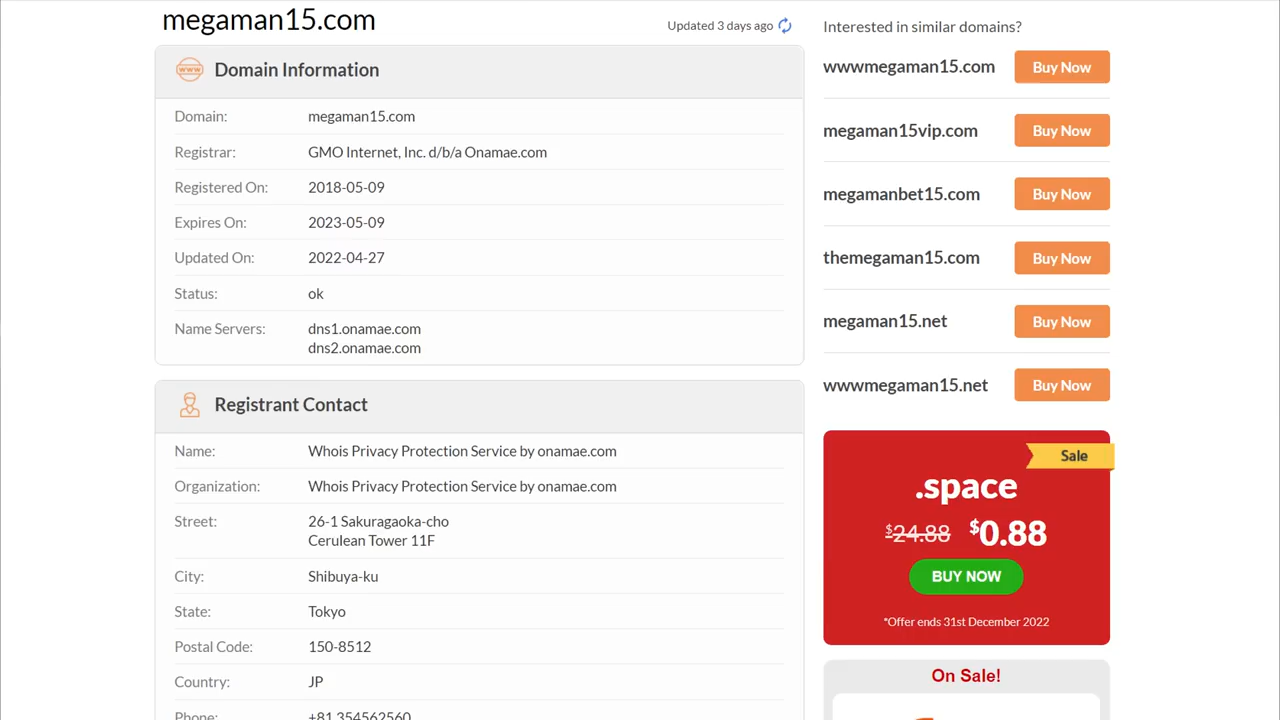 megaman15.com
Updated 3 days ago
Domain Information
Domain: megaman15.com
Registrar: GMO Internet, Inc. d/b/a Onamae.com
Registered On: 2018-05-09
Expires On: 2023-05-09
Updated On: 2022-04-27
Status: ok
Name Servers: dns1.onamae.com
dns2.onamae.com
Registrant Contact
Name: Whois Privacy Protection Service by onamae.com
Organization: Whois Privacy Protection Service by onamae.com
Street: 26-1 Sakuragaoka-cho
Cerulean Tower 11F
City: Shibuya-ku
State: Tokyo
Postal Code: 150-8512
Country: JP
Phone: +81.354562560
Interested in similar domains?
wwwmegaman15.com Buy Now
megaman15vip.com Buy Now
megamanbet15.com Buy Now
themegaman15.com Buy Now
megaman15.net Buy Now
wwwmegaman15.net Buy Now
Sale
.space
$24.88 $0.88
BUY NOW
*Offer ends 31st December 2022
On Sale!